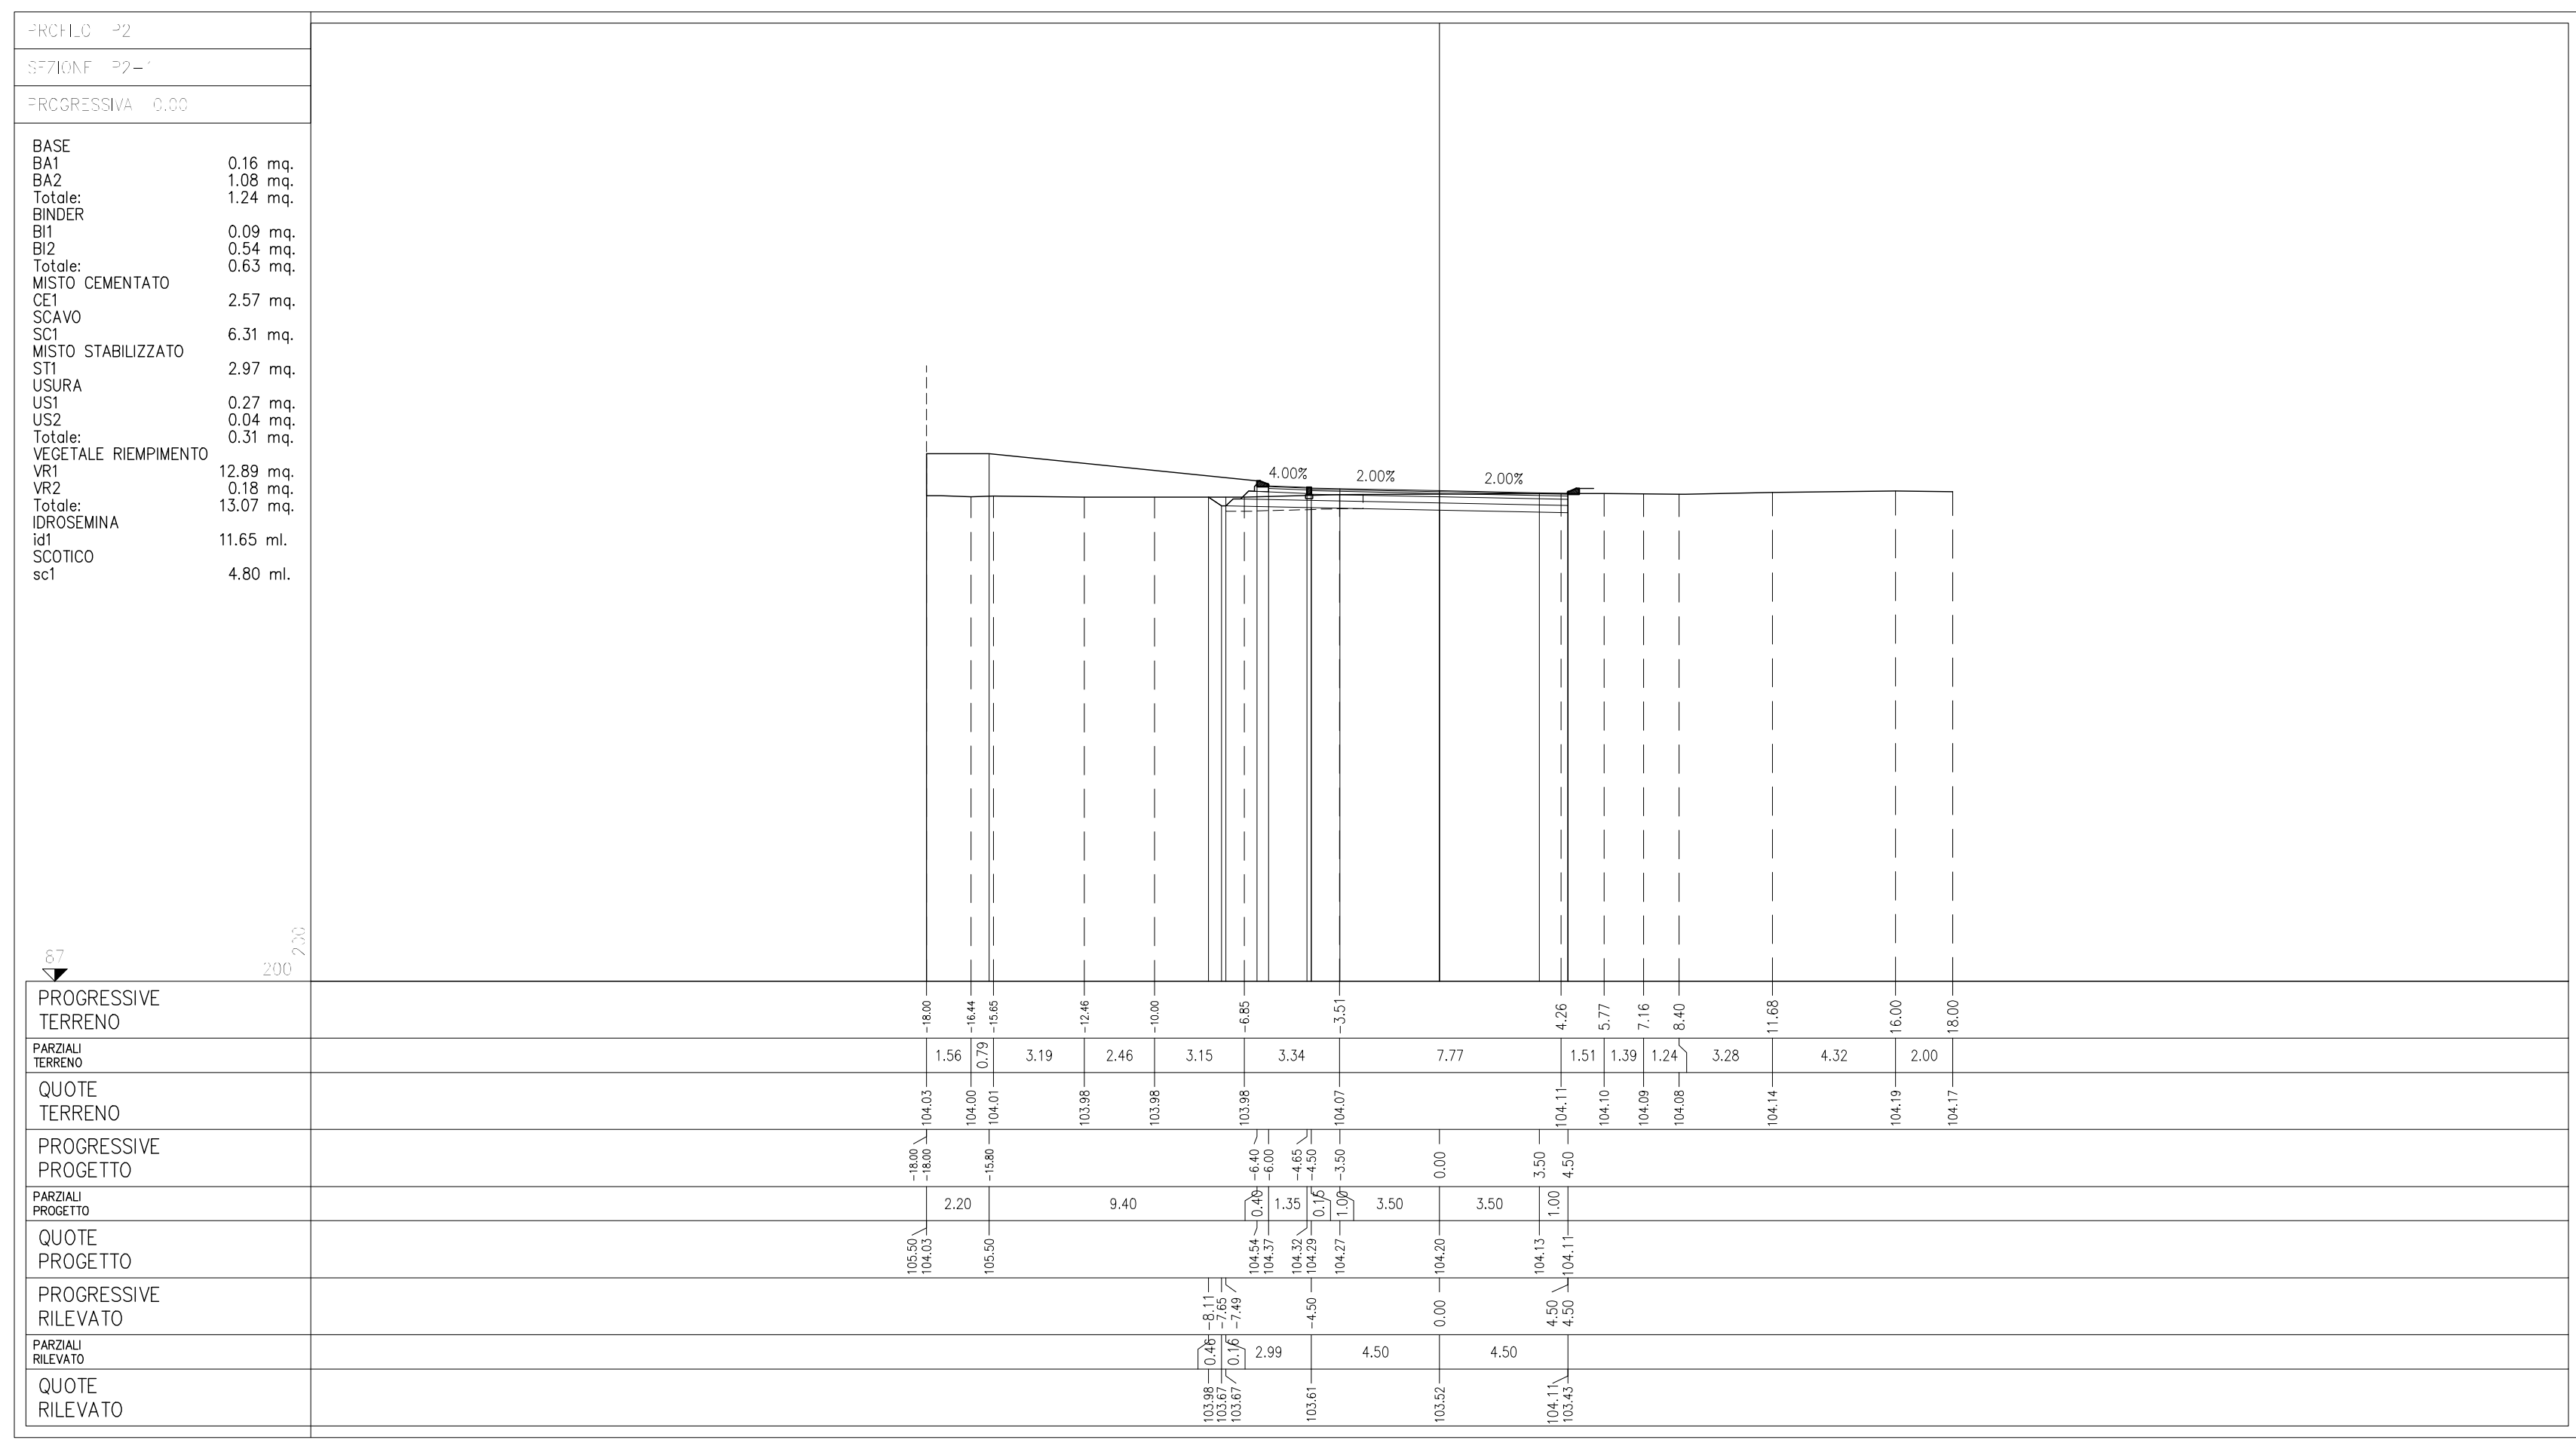 PROFILO P2
SEZIONE P2-1
PROGRESSIVA 0.00
BASE
BA1 0.16 mq.
BA2 1.08 mq.
Totale: 1.24 mq.
BINDER
BI1 0.09 mq.
BI2 0.54 mq.
Totale: 0.63 mq.
MISTO CEMENTATO
CE1 2.57 mq.
SCAVO
SC1 6.31 mq.
MISTO STABILIZZATO
ST1 2.97 mq.
USURA
US1 0.27 mq.
US2 0.04 mq.
Totale: 0.31 mq.
VEGETALE RIEMPIMENTO
VR1 12.89 mq.
VR2 0.18 mq.
Totale: 13.07 mq.
IDROSEMINA
id1 11.65 ml.
SCOTICO
sc1 4.80 ml.
4.00% 2.00% 2.00%
87 200 200
PROGRESSIVE
TERRENO
-18.00 -16.44 -15.65 -12.46 -10.00 -6.85 -3.51 4.26 5.77 7.16 8.40 11.68 16.00 18.00
PARZIALI
TERRENO
1.56 0.79 3.19 2.46 3.15 3.34 7.77 1.51 1.39 1.24 3.28 4.32 2.00
QUOTE
TERRENO
104.03 104.00 104.01 103.98 103.98 103.98 104.07 104.11 104.10 104.09 104.08 104.14 104.19 104.17
PROGRESSIVE
PROGETTO
-18.00 -18.00 -15.80 -6.40 -6.00 -4.65 -4.50 -3.50 0.00 3.50 4.50
PARZIALI
PROGETTO
2.20 9.40 0.40 1.35 0.15 1.00 3.50 3.50 1.00
QUOTE
PROGETTO
105.50 104.03 105.50 104.54 104.37 104.32 104.29 104.27 104.20 104.13 104.11
PROGRESSIVE
RILEVATO
-8.11 -7.65 -7.49 -4.50 0.00 4.50 4.50
PARZIALI
RILEVATO
0.46 0.16 2.99 4.50 4.50
QUOTE
RILEVATO
103.98 103.67 103.67 103.61 103.52 104.11 103.43